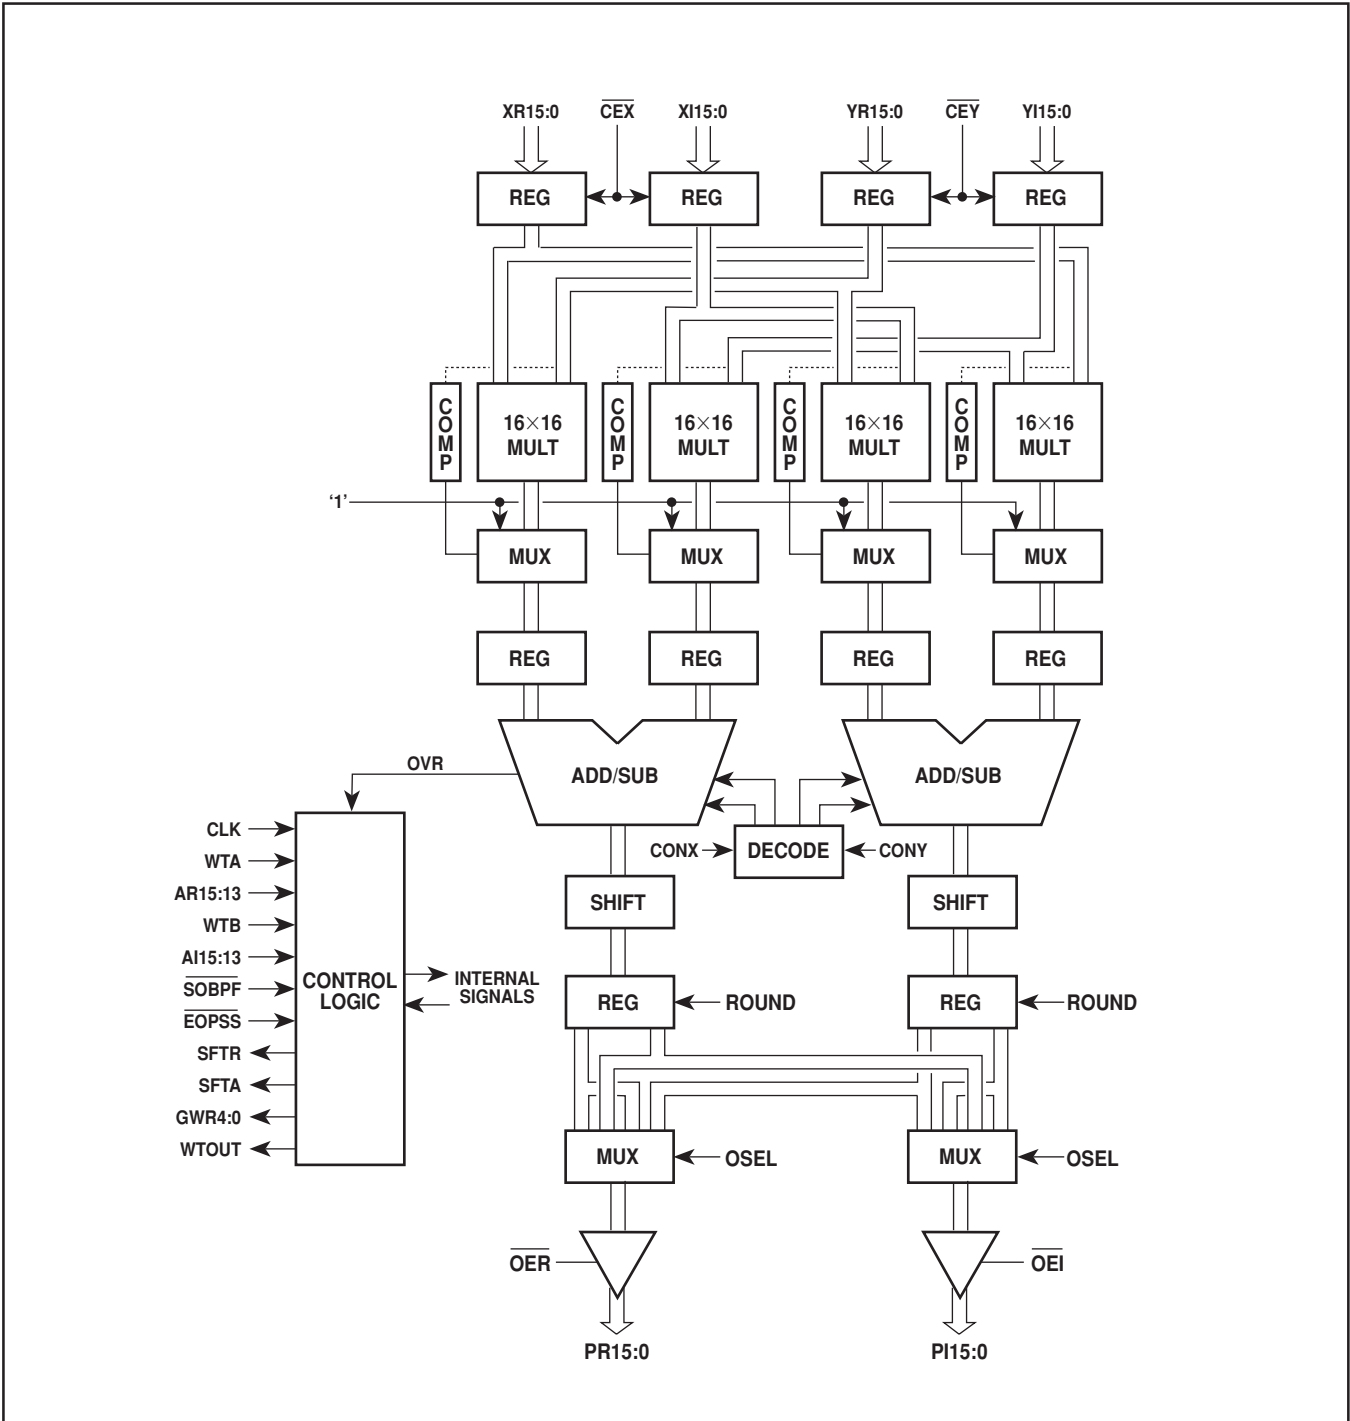 XR15:0 CEX XI15:0 YR15:0 CEY YI15:0
REG REG REG REG
COMP 16×16 MULT COMP 16×16 MULT COMP 16×16 MULT COMP 16×16 MULT
‘1’
MUX MUX MUX MUX
REG REG REG REG
OVR
ADD/SUB ADD/SUB
CONX DECODE CONY
SHIFT SHIFT
CLK
WTA
AR15:13
WTB
AI15:13
SOBPF
EOPSS
SFTR
SFTA
GWR4:0
WTOUT
CONTROL
LOGIC
INTERNAL
SIGNALS
REG ROUND REG ROUND
MUX OSEL MUX OSEL
OER OEI
PR15:0 PI15:0